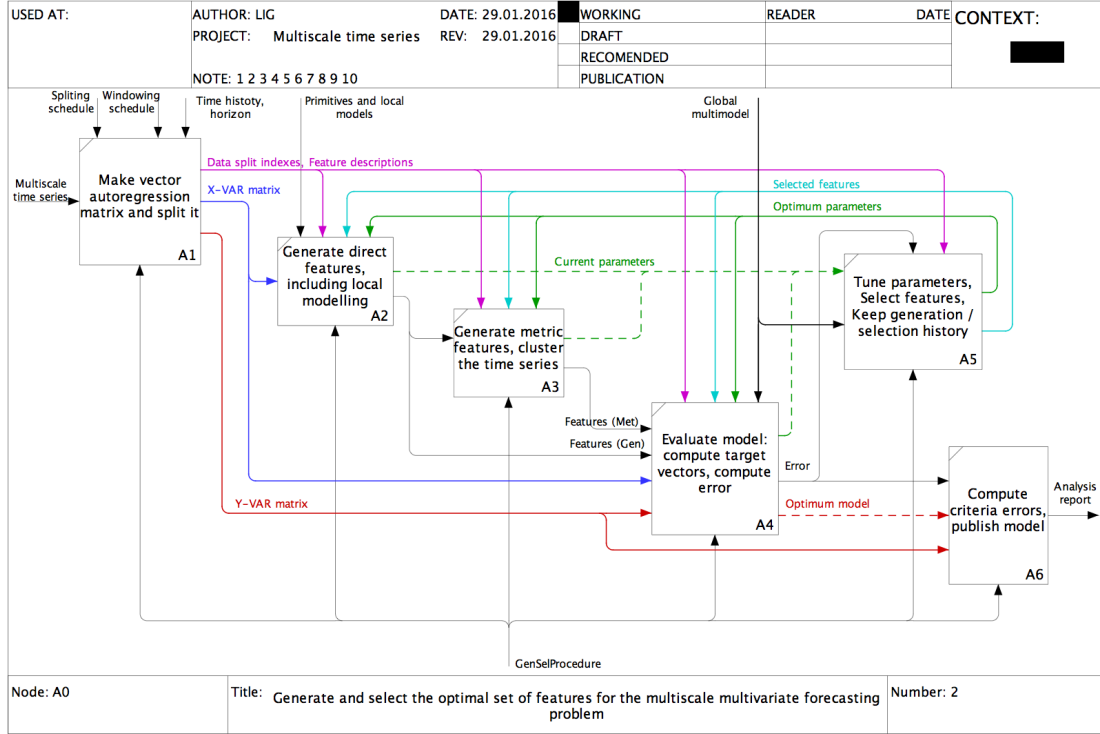 USED AT:
AUTHOR: LIG
DATE: 29.01.2016
PROJECT: Multiscale time series
REV: 29.01.2016
NOTE: 1 2 3 4 5 6 7 8 9 10
WORKING
DRAFT
RECOMENDED
PUBLICATION
READER
DATE
CONTEXT:
Spliting
schedule
Windowing
schedule
Time histoty,
horizon
Primitives and local
models
Global
multimodel
Multiscale
time series
Make vector
autoregression
matrix and split it
A1
Data split indexes, Feature descriptions
X-VAR matrix
Selected features
Optimum parameters
Generate direct
features,
including local
modelling
A2
Current parameters
Tune parameters,
Select features,
Keep generation /
selection history
A5
Generate metric
features, cluster
the time series
A3
Features (Met)
Features (Gen)
Evaluate model:
compute target
vectors, compute
error
A4
Error
Y-VAR matrix
Optimum model
Compute
criteria errors,
publish model
A6
Analysis
report
GenSelProcedure
Node: A0
Title: Generate and select the optimal set of features for the multiscale multivariate forecasting
problem
Number: 2